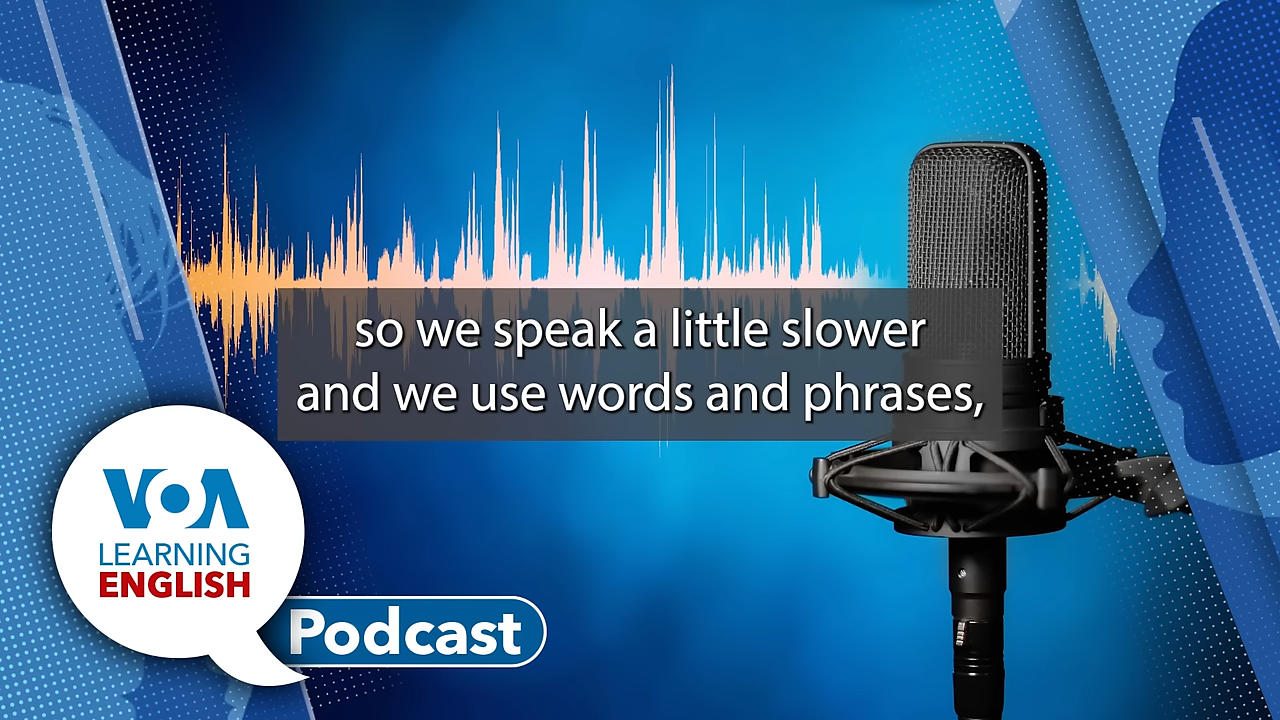 so we speak a little slower
and we use words and phrases,
VOA
LEARNING
ENGLISH
Podcast